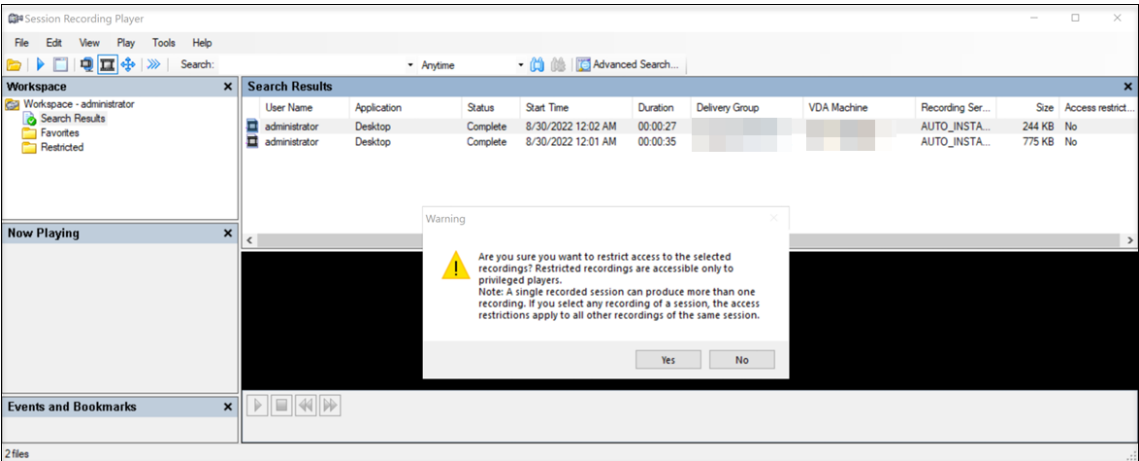 Session Recording Player
File Edit View Play Tools Help
Search: Anytime Advanced Search...
Workspace
Workspace - administrator
Search Results
Favorites
Restricted
Search Results
User Name Application Status Start Time Duration Delivery Group VDA Machine Recording Ser... Size Access restrict...
administrator Desktop Complete 8/30/2022 12:02 AM 00:00:27 AUTO_INSTA... 244 KB No
administrator Desktop Complete 8/30/2022 12:01 AM 00:00:35 AUTO_INSTA... 775 KB No
Now Playing
Warning
Are you sure you want to restrict access to the selected
recordings? Restricted recordings are accessible only to
privileged players.
Note: A single recorded session can produce more than one
recording. If you select any recording of a session, the access
restrictions apply to all other recordings of the same session.
Yes No
Events and Bookmarks
2 files